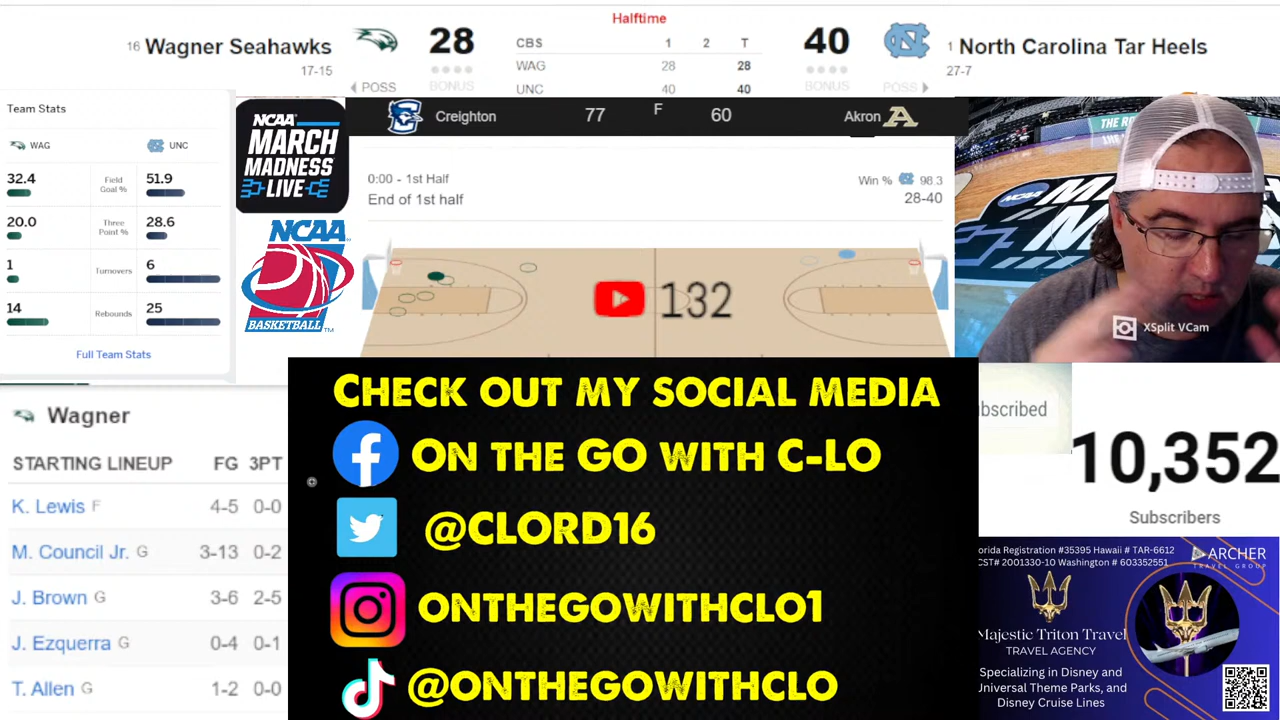 Halftime
16 Wagner Seahawks
17-15
28
POSS
BONUS
CBS 1 2 T
WAG 28 28
UNC 40 40
40
BONUS
POSS
1 North Carolina Tar Heels
27-7
Team Stats
WAG UNC
32.4 Field Goal % 51.9
20.0 Three Point % 28.6
1 Turnovers 6
14 Rebounds 25
Full Team Stats
NCAA
MARCH
MADNESS
LIVE
NCAA
BASKETBALL™
Creighton 77 F 60 Akron
0:00 - 1st Half
End of 1st half
Win % 98.3
28-40
132
XSplit VCam
Wagner
STARTING LINEUP FG 3PT
K. Lewis F 4-5 0-0
M. Council Jr. G 3-13 0-2
J. Brown G 3-6 2-5
J. Ezquerra G 0-4 0-1
T. Allen G 1-2 0-0
CHECK OUT MY SOCIAL MEDIA
ON THE GO WITH C-LO
@CLORD16
ONTHEGOWITHCLO1
@ONTHEGOWITHCLO
bscribed
10,352
Subscribers
orida Registration #35395 Hawaii # TAR-6612
CST# 2001330-10 Washington # 603352551
ARCHER
TRAVEL GROUP
Majestic Triton Travel
TRAVEL AGENCY
Specializing in Disney and
Universal Theme Parks, and
Disney Cruise Lines